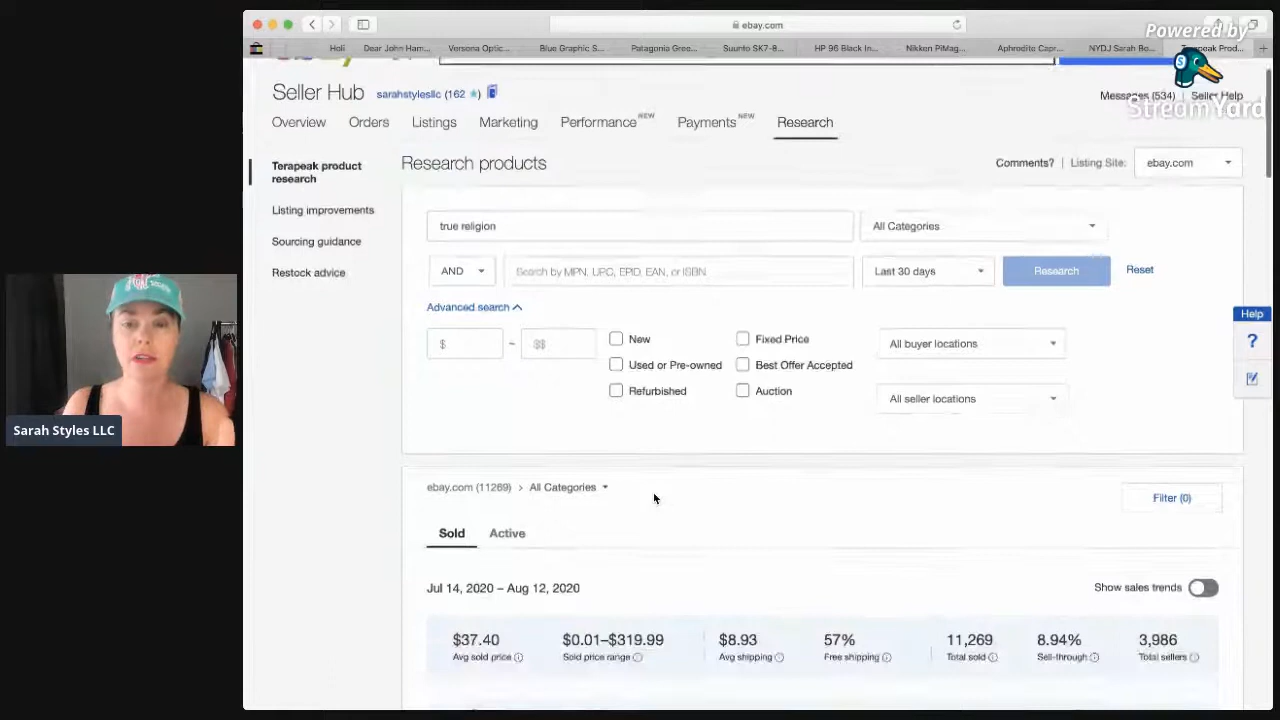 ebay.com
Powered by
Holi
Dear John Ham...
Versona Optic...
Blue Graphic S...
Patagonia Gree...
Suunto SK7-B...
HP 96 Black In...
Nikken PiMag...
Aphrodite Capr...
NYDJ Sarah Bo...
Terapeak Prod...
StreamYard
Seller Hub
sarahstylesllc (162 ★)
Messages (534)
Seller Help
Overview
Orders
Listings
Marketing
Performance NEW
Payments NEW
Research
Terapeak product
research
Listing improvements
Sourcing guidance
Restock advice
Research products
Comments? | Listing Site:
ebay.com
true religion
All Categories
AND
Search by MPN, UPC, EPID, EAN, or ISBN
Last 30 days
Research
Reset
Advanced search
$
~
$$
New
Fixed Price
All buyer locations
Used or Pre-owned
Best Offer Accepted
Refurbished
Auction
All seller locations
Help
?
Sarah Styles LLC
ebay.com (11269) > All Categories
Filter (0)
Sold
Active
Jul 14, 2020 – Aug 12, 2020
Show sales trends
$37.40
Avg sold price
$0.01–$319.99
Sold price range
$8.93
Avg shipping
57%
Free shipping
11,269
Total sold
8.94%
Sell-through
3,986
Total sellers